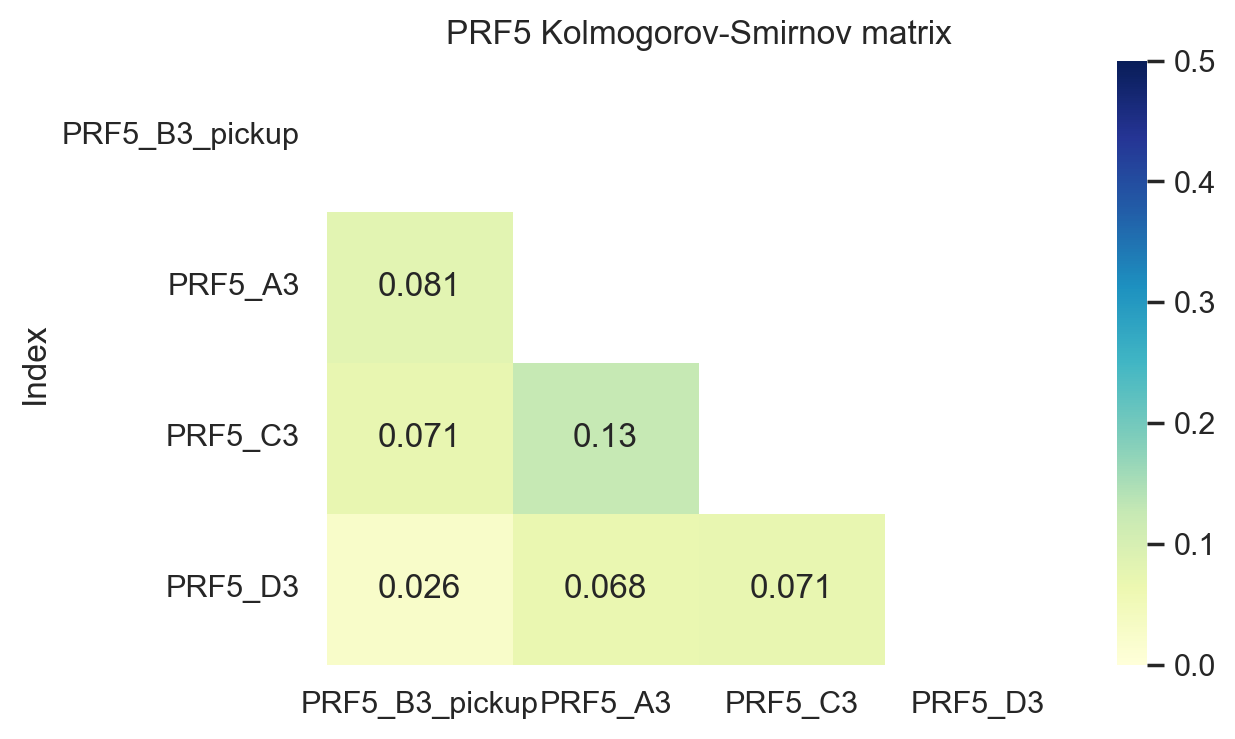 PRF5 Kolmogorov-Smirnov matrix
PRF5_B3_pickup
PRF5_A3
PRF5_C3
PRF5_D3
Index
0.081
0.071 0.13
0.026 0.068 0.071
PRF5_B3_pickup PRF5_A3 PRF5_C3 PRF5_D3
0.5
0.4
0.3
0.2
0.1
0.0